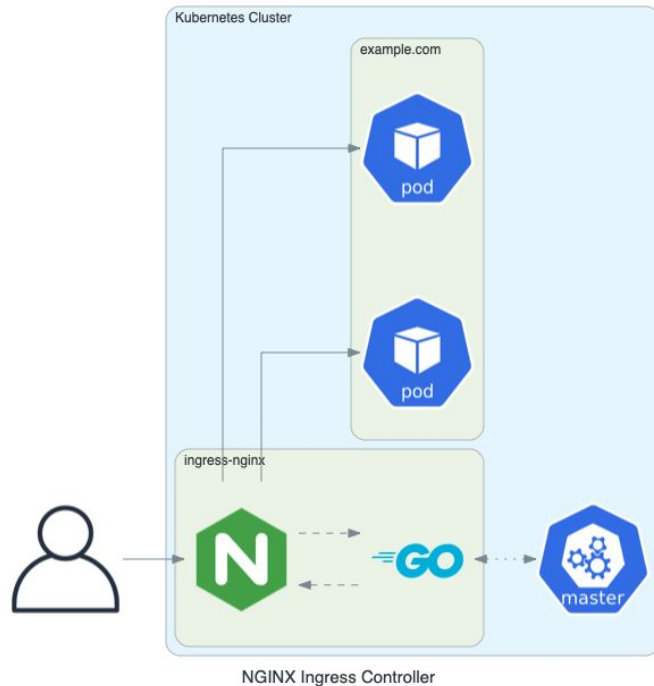 Kubernetes Cluster
example.com
pod
pod
ingress-nginx
N
GO
master
NGINX Ingress Controller